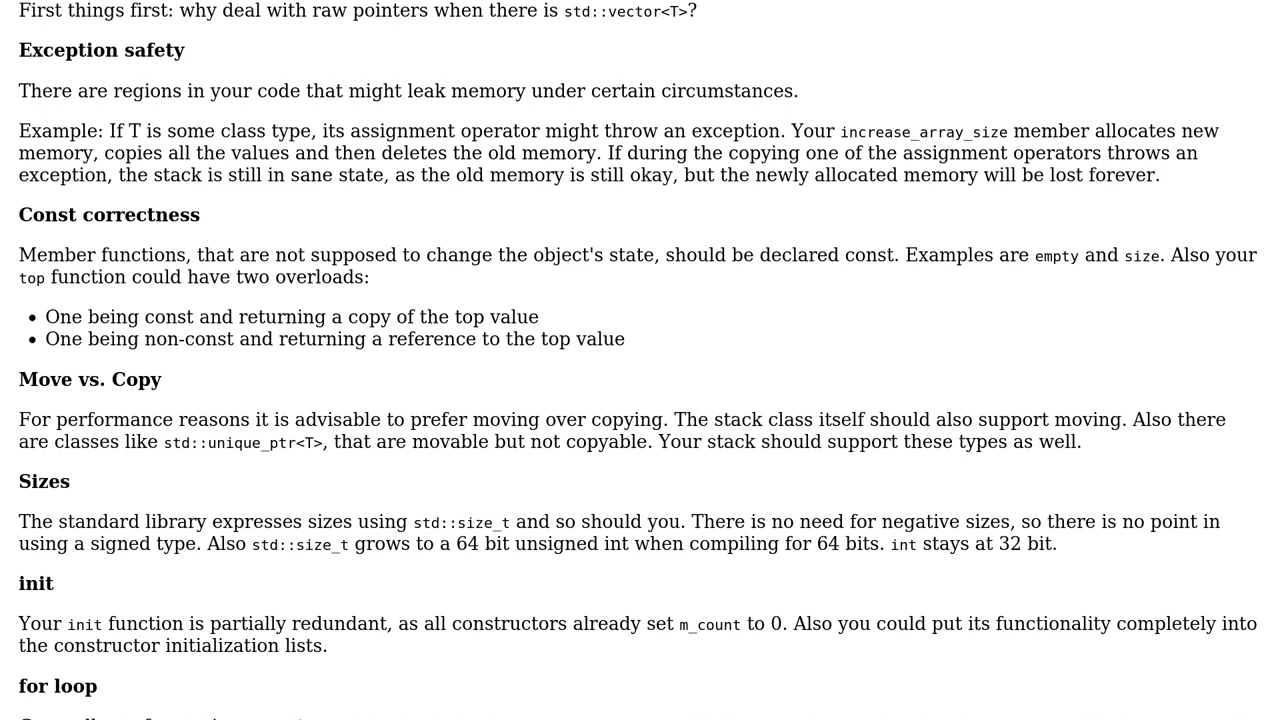 First things first: why deal with raw pointers when there is std::vector<T>?
Exception safety
There are regions in your code that might leak memory under certain circumstances.
Example: If T is some class type, its assignment operator might throw an exception. Your increase_array_size member allocates new
memory, copies all the values and then deletes the old memory. If during the copying one of the assignment operators throws an
exception, the stack is still in sane state, as the old memory is still okay, but the newly allocated memory will be lost forever.
Const correctness
Member functions, that are not supposed to change the object's state, should be declared const. Examples are empty and size. Also your
top function could have two overloads:
• One being const and returning a copy of the top value
• One being non-const and returning a reference to the top value
Move vs. Copy
For performance reasons it is advisable to prefer moving over copying. The stack class itself should also support moving. Also there
are classes like std::unique_ptr<T>, that are movable but not copyable. Your stack should support these types as well.
Sizes
The standard library expresses sizes using std::size_t and so should you. There is no need for negative sizes, so there is no point in
using a signed type. Also std::size_t grows to a 64 bit unsigned int when compiling for 64 bits. int stays at 32 bit.
init
Your init function is partially redundant, as all constructors already set m_count to 0. Also you could put its functionality completely into
the constructor initialization lists.
for loop